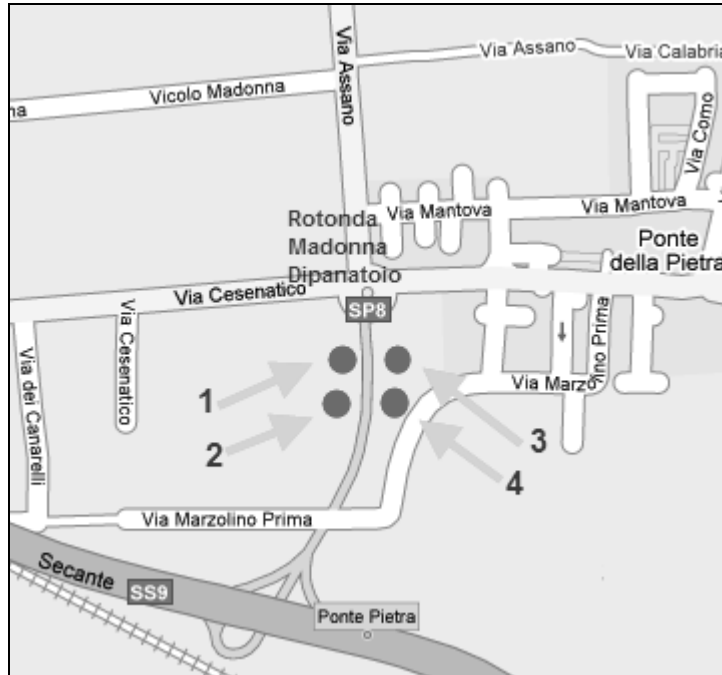 Via Assano
Via Assano
Via Calabria
Vicolo Madonna
na
Via Como
Via Mantova
Via Mantova
Rotonda
Madonna
Dipanatoio
Ponte
della Pietra
Via Cesenatico
SP8
Via Cesenatico
Via dei Canarelli
Via Marzolino Prima
1
2
3
4
Via Marzolino Prima
Secante
SS9
Ponte Pietra